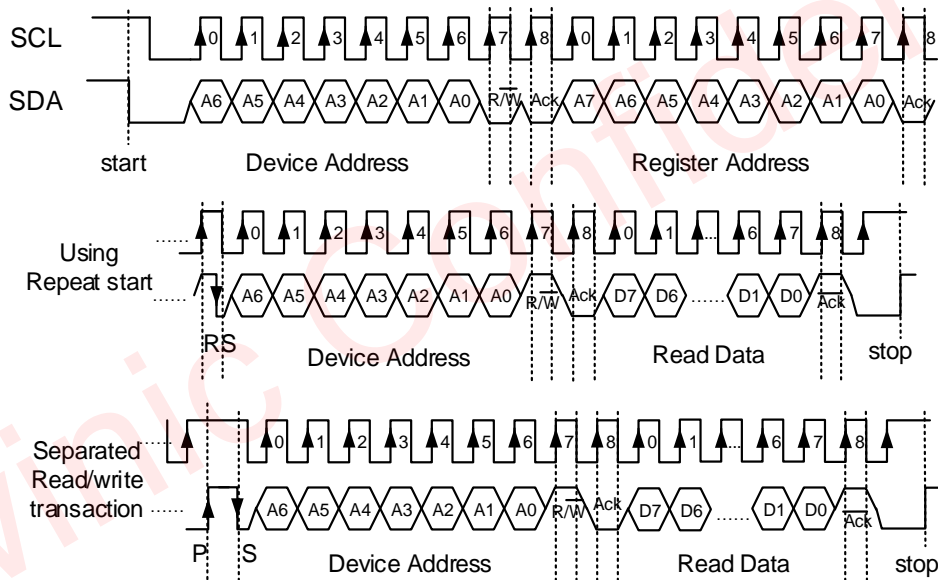 SCL 0 1 2 3 4 5 6 7 8 0 1 2 3 4 5 6 7 8
SDA A6 A5 A4 A3 A2 A1 A0 R/W Ack A7 A6 A5 A4 A3 A2 A1 A0 Ack
start Device Address Register Address
...... 0 1 2 3 4 5 6 7 8 0 1 ... 6 7 8
Using
Repeat start
...... A6 A5 A4 A3 A2 A1 A0 R/W Ack D7 D6 ...... D1 D0 Ack
RS Device Address Read Data stop
...... 0 1 2 3 4 5 6 7 8 0 1 ... 6 7 8
Separated
Read/write
transaction
...... A6 A5 A4 A3 A2 A1 A0 R/W Ack D7 D6 ...... D1 D0 Ack
P S Device Address Read Data stop